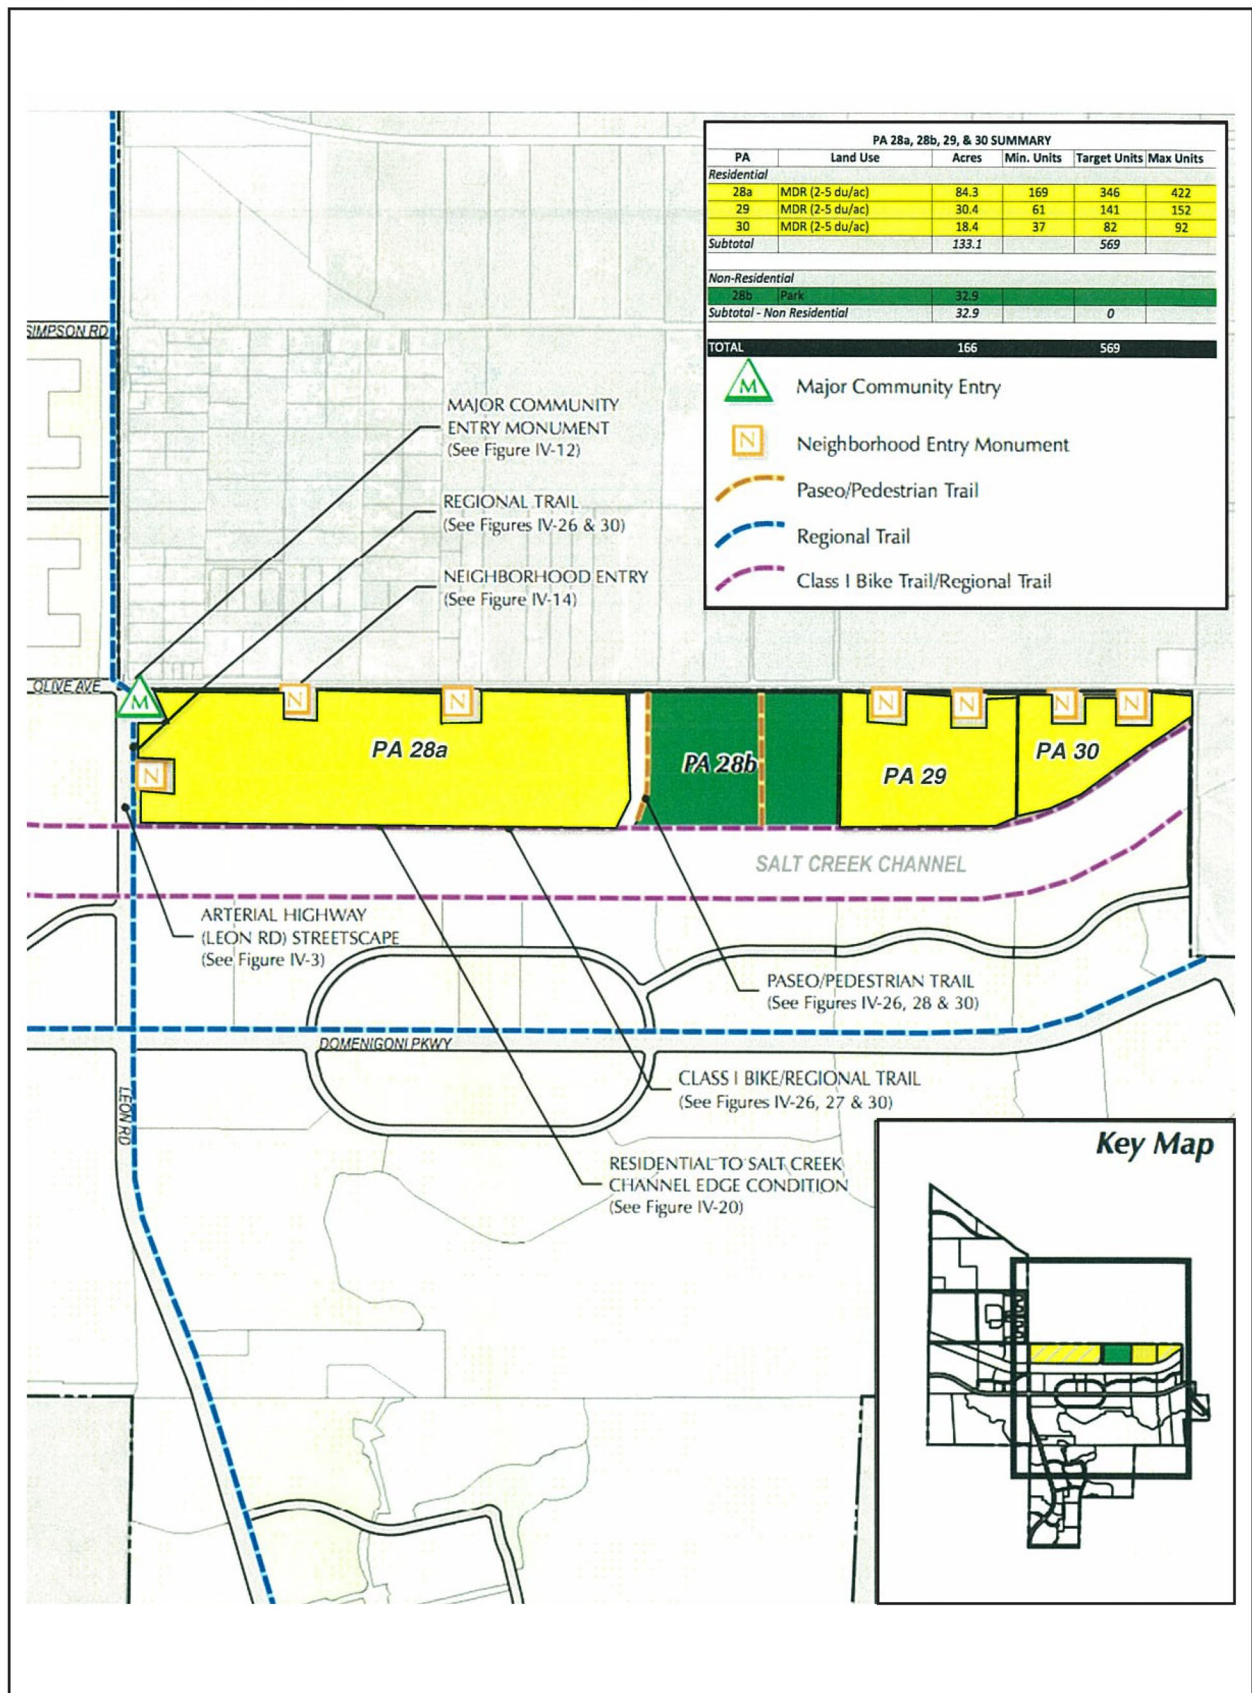 PA 28a, 28b, 29, & 30 SUMMARY
PA Land Use Acres Min. Units Target Units Max Units
Residential
28a MDR (2-5 du/ac) 84.3 169 346 422
29 MDR (2-5 du/ac) 30.4 61 141 152
30 MDR (2-5 du/ac) 18.4 37 82 92
Subtotal 133.1 569
Non-Residential
28b Park 32.9
Subtotal - Non Residential 32.9 0
TOTAL 166 569
M Major Community Entry
N Neighborhood Entry Monument
Paseo/Pedestrian Trail
Regional Trail
Class I Bike Trail/Regional Trail
SIMPSON RD
MAJOR COMMUNITY
ENTRY MONUMENT
(See Figure IV-12)
REGIONAL TRAIL
(See Figures IV-26 & 30)
NEIGHBORHOOD ENTRY
(See Figure IV-14)
OLIVE AVE
M
N
N
N
N
N
N
N
PA 28a
PA 28b
PA 29
PA 30
SALT CREEK CHANNEL
ARTERIAL HIGHWAY
(LEON RD) STREETSCAPE
(See Figure IV-3)
PASEO/PEDESTRIAN TRAIL
(See Figures IV-26, 28 & 30)
DOMENIGONI PKWY
CLASS I BIKE/REGIONAL TRAIL
(See Figures IV-26, 27 & 30)
LEON RD
RESIDENTIAL TO SALT CREEK
CHANNEL EDGE CONDITION
(See Figure IV-20)
Key Map